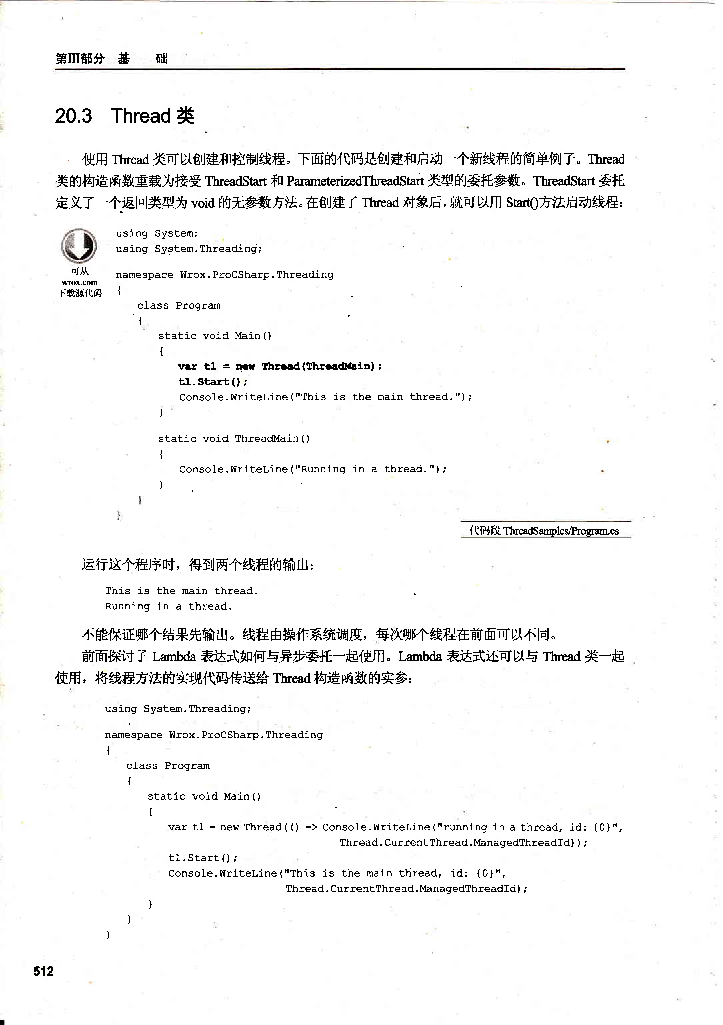 第III部分 基 础
20.3 Thread 类
使用 Thread 类可以创建和控制线程。下面的代码是创建和启动一个新线程的简单例子。Thread
类的构造函数重载为接受 ThreadStart 和 ParameterizedThreadStart 类型的委托参数。ThreadStart 委托
定义了一个返回类型为 void 的无参数方法。在创建了 Thread 对象后,就可以用 Start()方法启动线程:
可从
wrox.com
下载源代码
using System;
using System.Threading;
namespace Wrox.ProCSharp.Threading
{
class Program
{
static void Main()
{
var t1 = new Thread(ThreadMain);
t1.Start();
Console.WriteLine("This is the main thread.");
}
static void ThreadMain()
{
Console.WriteLine("Running in a thread.");
}
}
}
代码段 ThreadSamples/Program.cs
运行这个程序时,得到两个线程的输出:
This is the main thread.
Running in a thread.
不能保证哪个结果先输出。线程由操作系统调度,每次哪个线程在前面可以不同。
前面探讨了 Lambda 表达式如何与异步委托一起使用。Lambda 表达式还可以与 Thread 类一起
使用,将线程方法的实现代码传送给 Thread 构造函数的实参:
using System.Threading;
namespace Wrox.ProCSharp.Threading
{
class Program
{
static void Main()
{
var t1 = new Thread(() => Console.WriteLine("running in a thread, id: {0}",
Thread.CurrentThread.ManagedThreadId));
t1.Start();
Console.WriteLine("This is the main thread, id: {0}",
Thread.CurrentThread.ManagedThreadId);
}
}
}
512